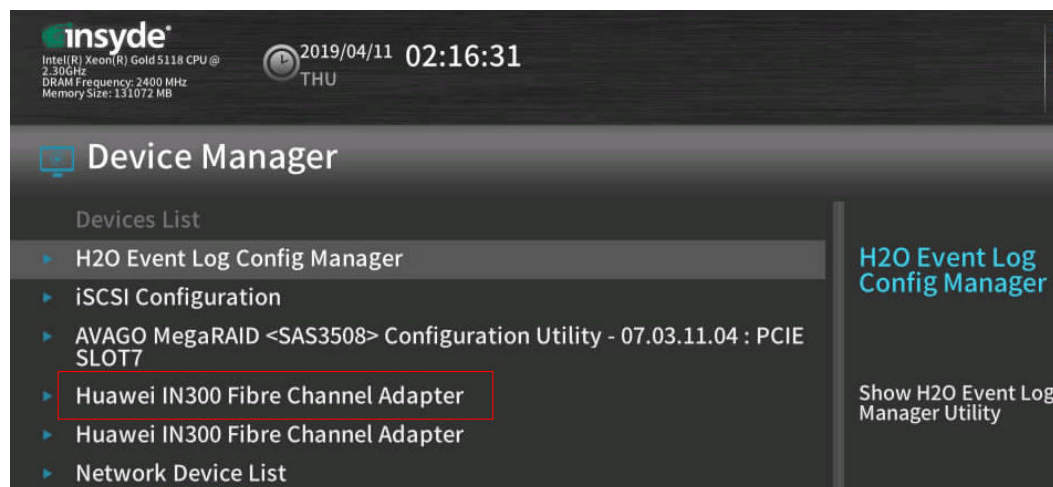 insyde
Intel(R) Xeon(R) Gold 5118 CPU @
2.30GHz
DRAM Frequency: 2400 MHz
Memory Size: 131072 MB
2019/04/11 02:16:31
THU
Device Manager
Devices List
H2O Event Log Config Manager
iSCSI Configuration
AVAGO MegaRAID <SAS3508> Configuration Utility - 07.03.11.04 : PCIE
SLOT7
Huawei IN300 Fibre Channel Adapter
Huawei IN300 Fibre Channel Adapter
Network Device List
H2O Event Log
Config Manager
Show H2O Event Log
Manager Utility